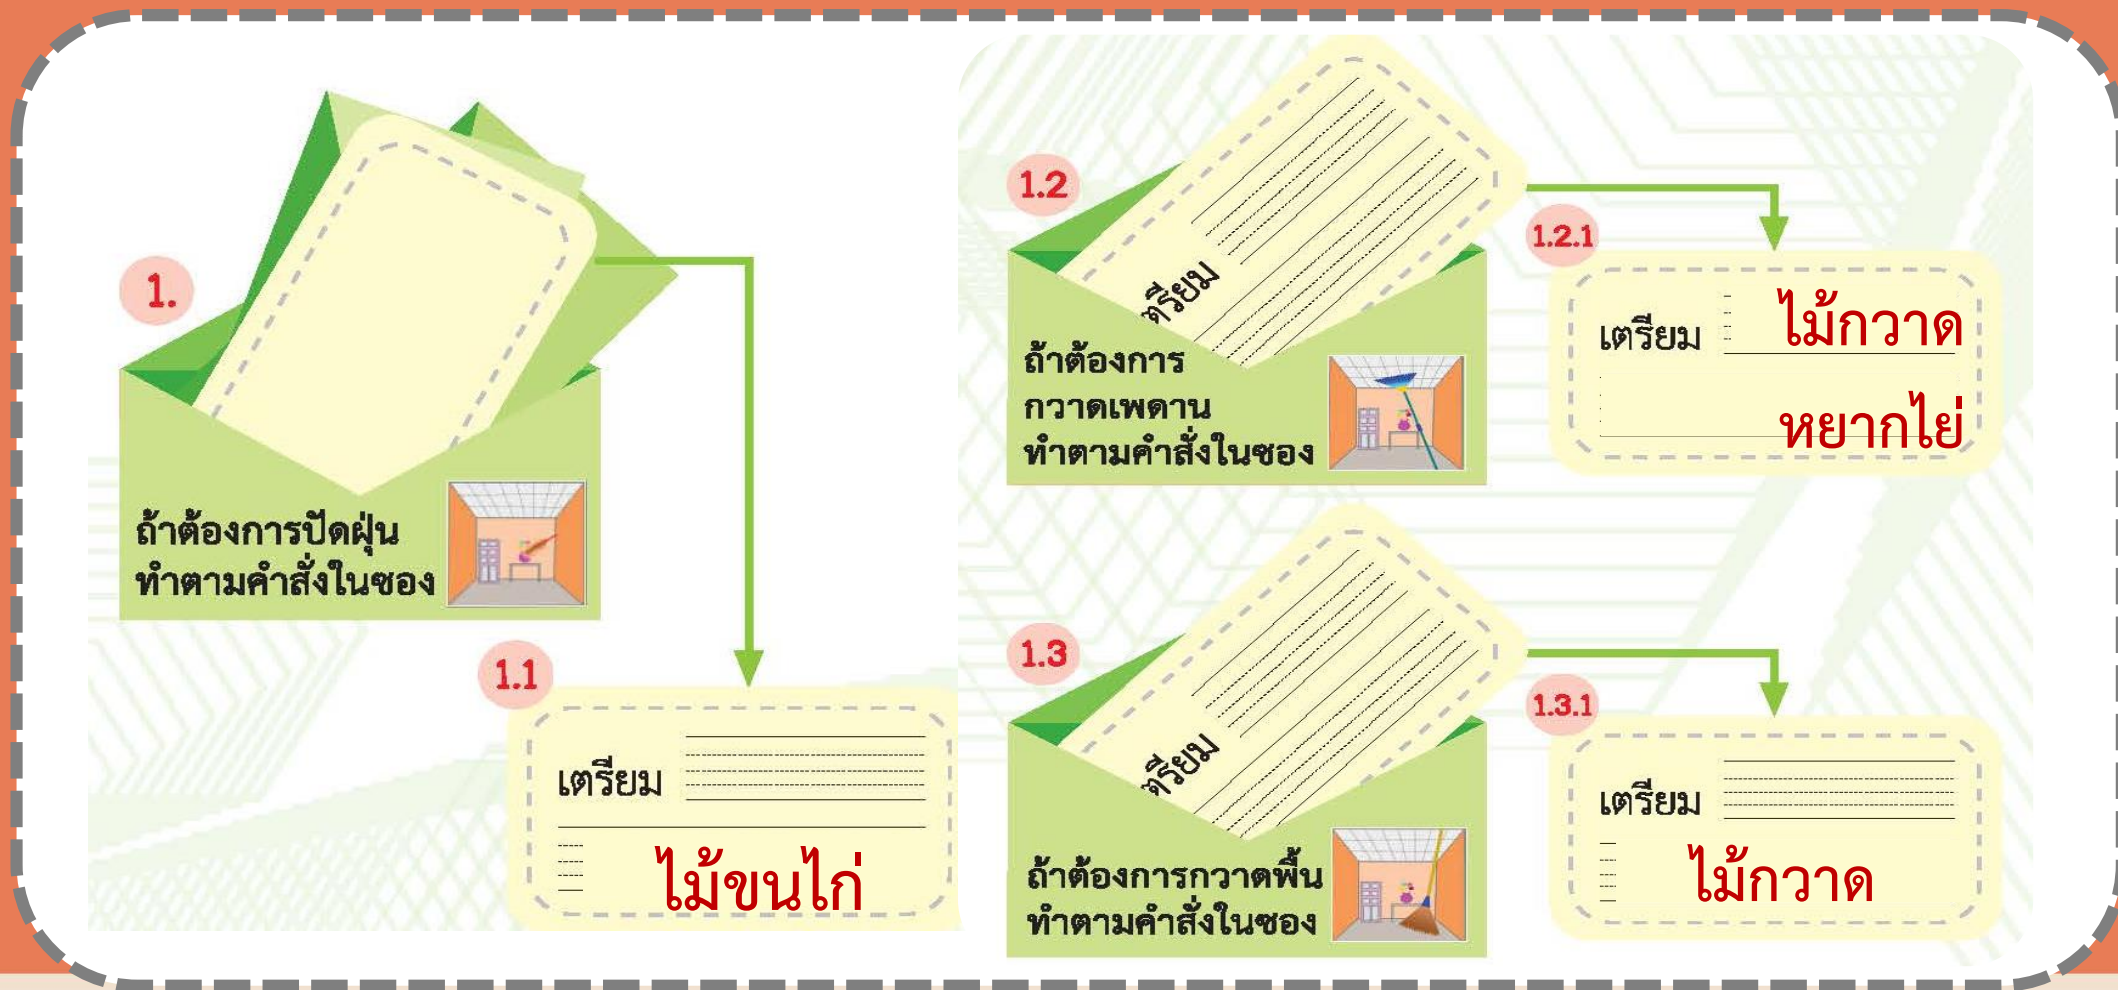 1.
ถ้าต้องการปัดฝุ่น
ทำตามคำสั่งในซอง
1.1
เตรียม
ไม้ขนไก่
1.2
ตรียม
ถ้าต้องการ
กวาดเพดาน
ทำตามคำสั่งในซอง
1.2.1
เตรียม ไม้กวาด
หยากไย่
1.3
ตรียม
ถ้าต้องการกวาดพื้น
ทำตามคำสั่งในซอง
1.3.1
เตรียม
ไม้กวาด